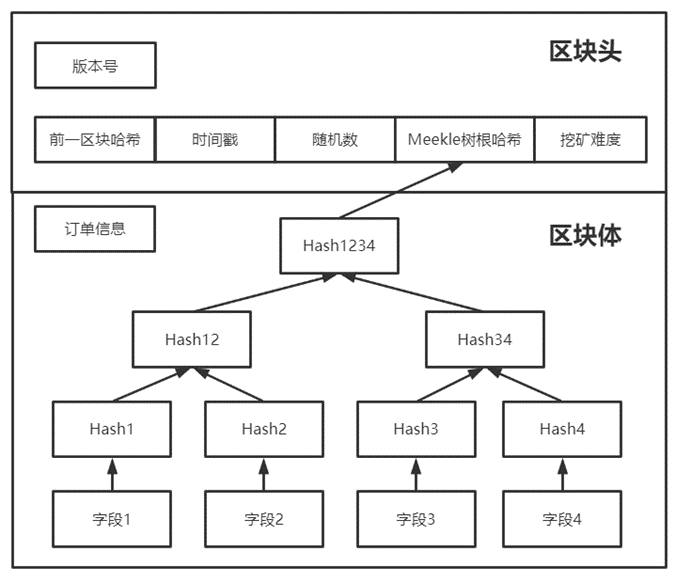 区块头
版本号
前一区块哈希 时间戳 随机数 Meekle树根哈希 挖矿难度
订单信息
区块体
Hash1234
Hash12 Hash34
Hash1 Hash2 Hash3 Hash4
字段1 字段2 字段3 字段4